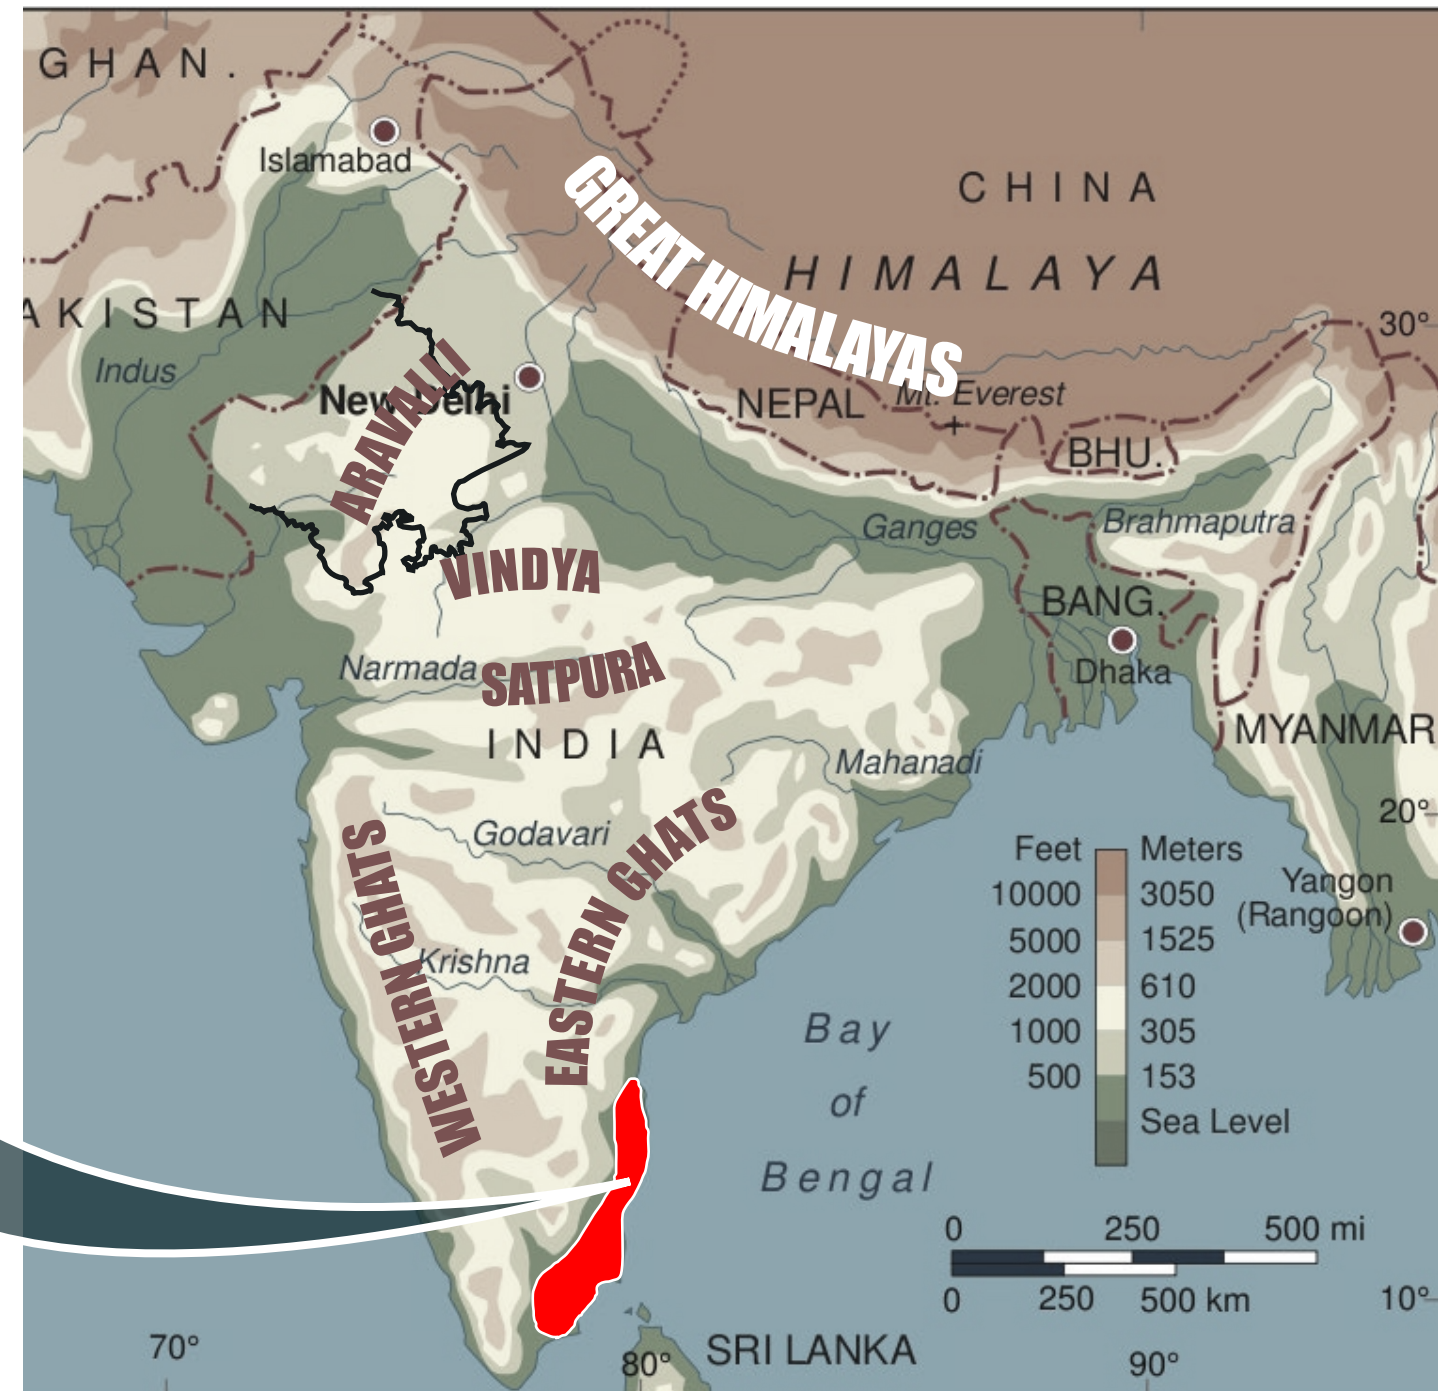 GHAN.
Islamabad
CHINA
GREAT HIMALAYAS
HIMALAYA
AKISTAN
30°
Indus
ARAVALLI
New Delhi
NEPAL
Mt. Everest
+
BHU.
Ganges
Brahmaputra
VINDYA
BANG.
Dhaka
Narmada
SATPURA
INDIA
MYANMAR
Mahanadi
20°
WESTERN GHATS
Godavari
EASTERN GHATS
Krishna
Feet Meters
10000 3050
5000 1525
2000 610
1000 305
500 153
Sea Level
Yangon
(Rangoon)
Bay
of
Bengal
0 250 500 mi
0 250 500 km
10°
70°
80°
SRI LANKA
90°